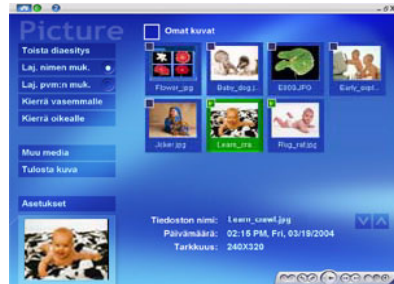 Picture
Omat kuvat
Toista diaesitys
Laj. nimen muk.
Laj. pvm:n muk.
Kierrä vasemmalle
Kierrä oikealle
Muu media
Tulosta kuva
Asetukset
Flower_jpg
Baby_dog.j..
Early_expl..
Joker.jpg
Learn_cra..
Rug_rat.jpg
Tiedoston nimi: Learn_crawl.jpg
Päivämäärä: 02:15 PM, Fri, 03/19/2004
Tarkkuus: 240X320